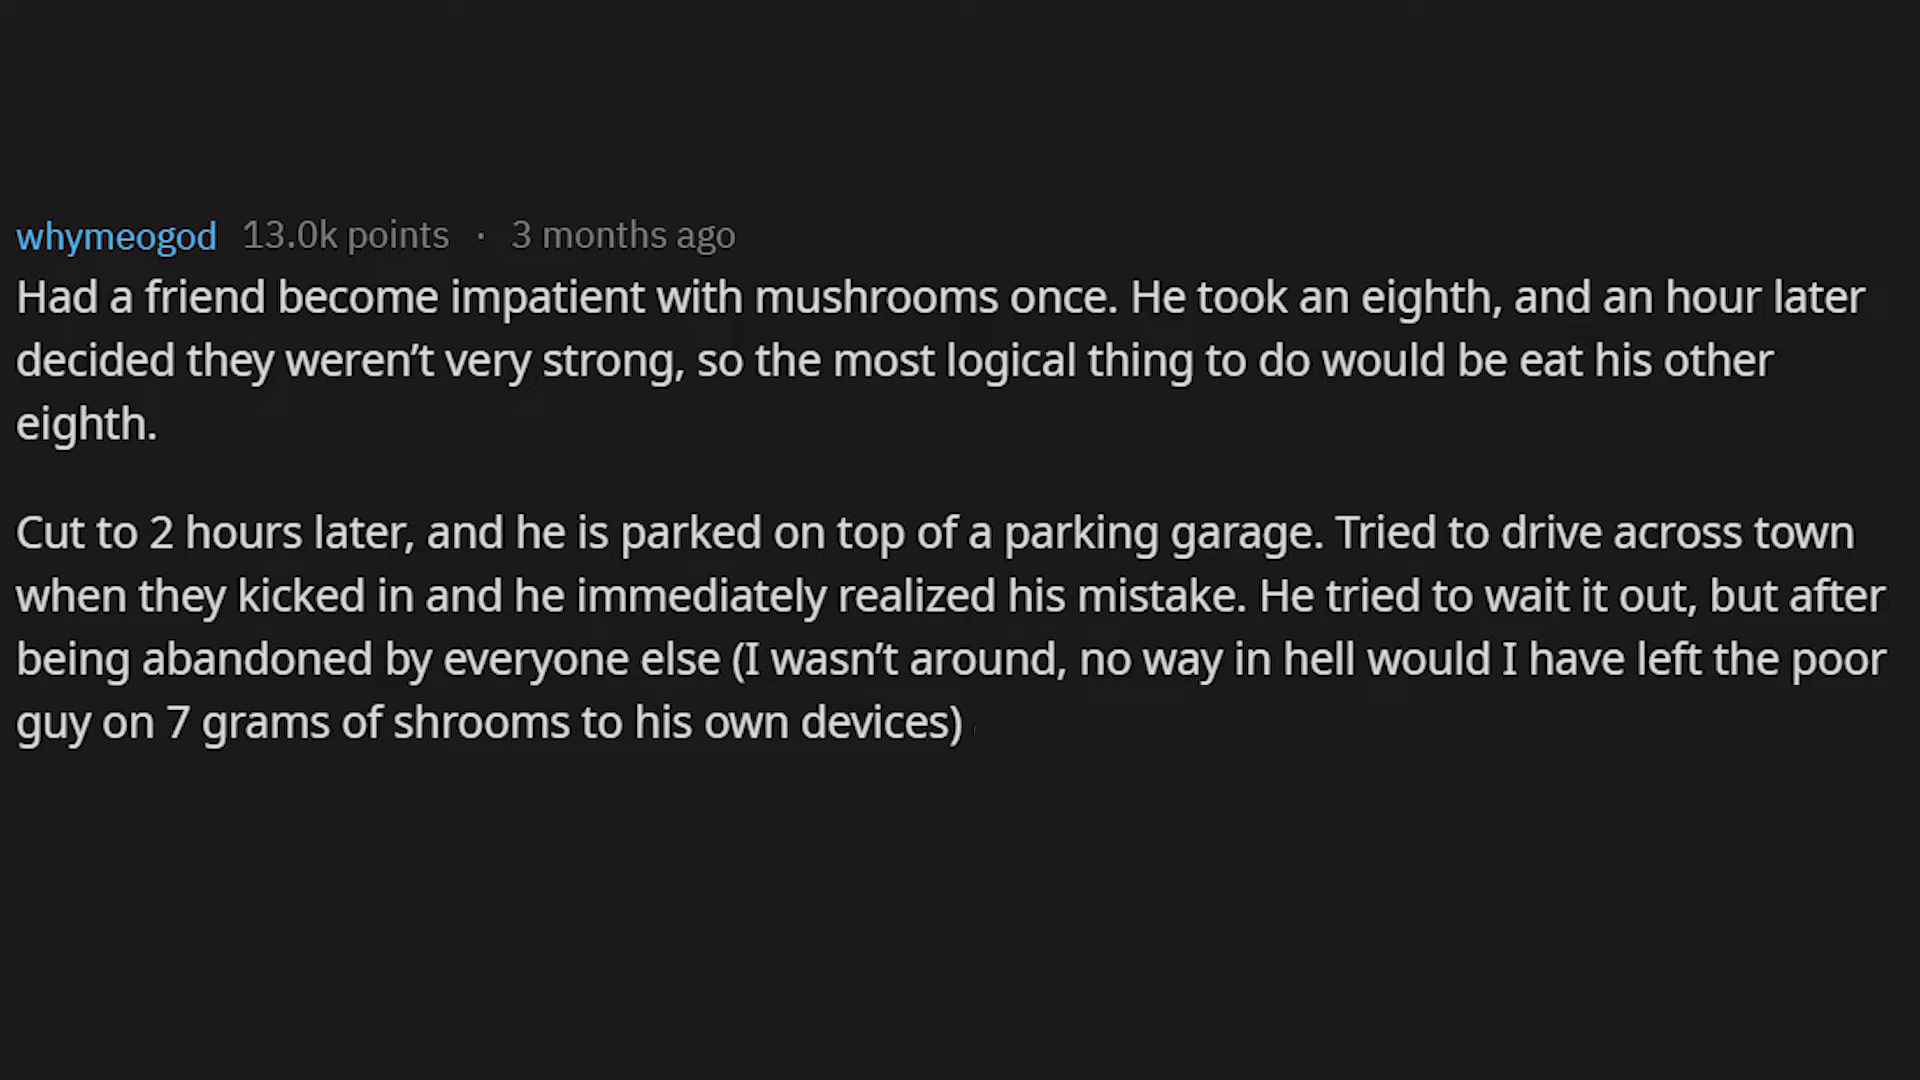 whymeogod 13.0k points · 3 months ago
Had a friend become impatient with mushrooms once. He took an eighth, and an hour later
decided they weren’t very strong, so the most logical thing to do would be eat his other
eighth.
Cut to 2 hours later, and he is parked on top of a parking garage. Tried to drive across town
when they kicked in and he immediately realized his mistake. He tried to wait it out, but after
being abandoned by everyone else (I wasn’t around, no way in hell would I have left the poor
guy on 7 grams of shrooms to his own devices)